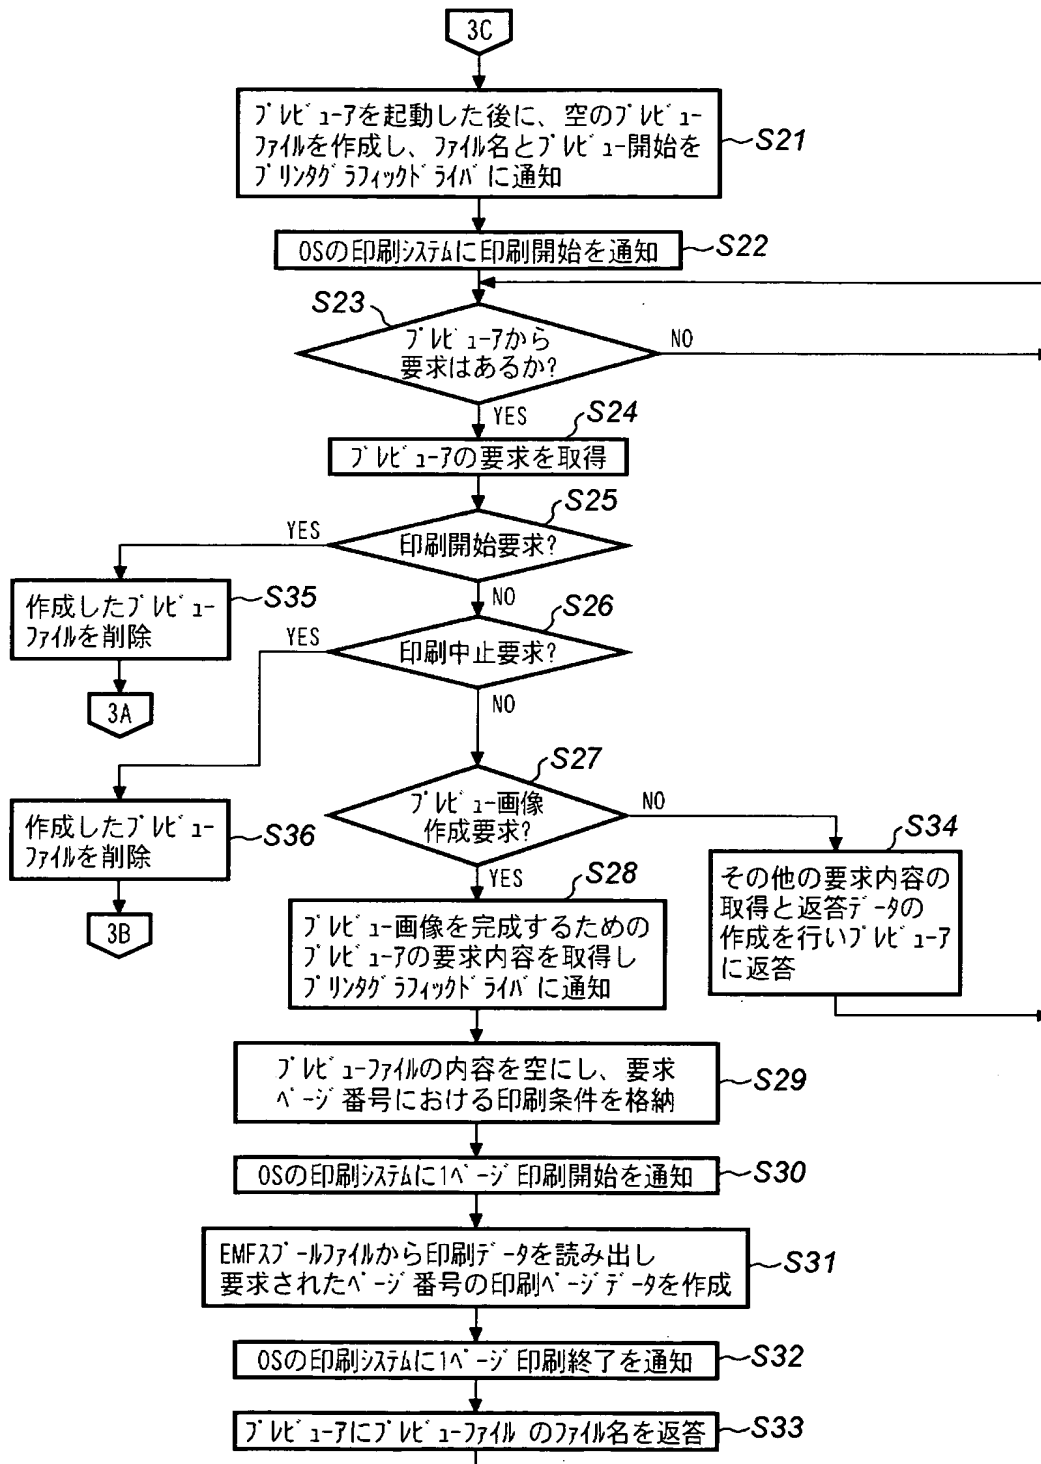 3C
プレビューアを起動した後に、空のプレビュー
ファイルを作成し、ファイル名とプレビュー開始を
プリンタグラフィックドライバに通知
S21
OSの印刷システムに印刷開始を通知
S22
S23
プレビューアから
要求はあるか?
NO
YES
S24
プレビューアの要求を取得
S25
YES
印刷開始要求?
NO
S35
作成したプレビュー
ファイルを削除
3A
S26
YES
印刷中止要求?
NO
S27
プレビュー画像
作成要求?
NO
YES
作成したプレビュー
ファイルを削除
S36
3B
S34
その他の要求内容の
取得と返答データの
作成を行いプレビューア
に返答
S28
プレビュー画像を完成するための
プレビューアの要求内容を取得し
プリンタグラフィックドライバに通知
プレビューファイルの内容を空にし、要求
ページ番号における印刷条件を格納
S29
OSの印刷システムに1ページ印刷開始を通知
S30
EMFスプールファイルから印刷データを読み出し
要求されたページ番号の印刷ページデータを作成
S31
OSの印刷システムに1ページ印刷終了を通知
S32
プレビューアにプレビューファイルのファイル名を返答
S33